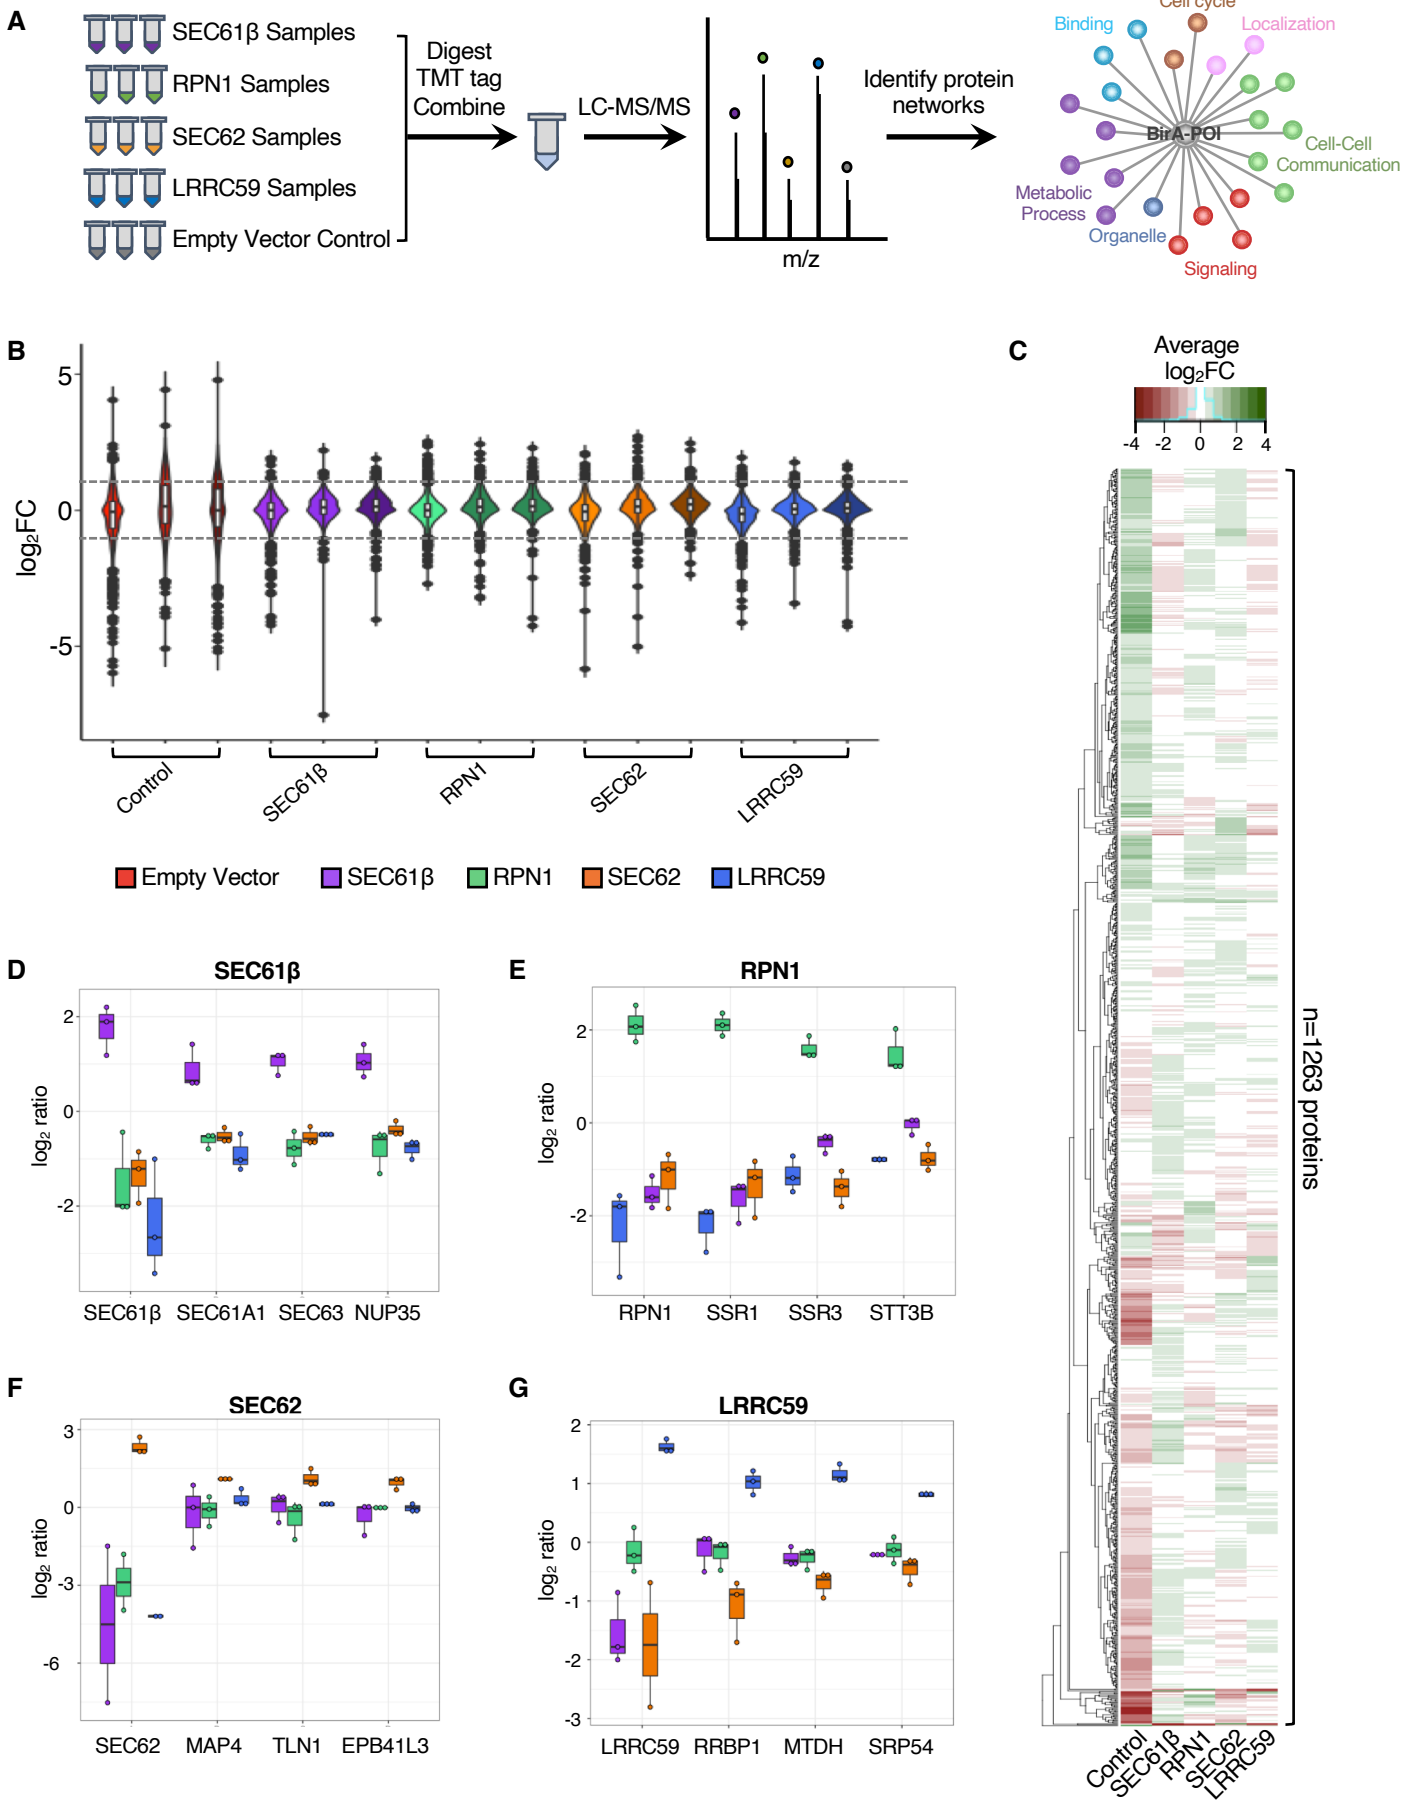 A
SEC61β Samples
RPN1 Samples
SEC62 Samples
LRRC59 Samples
Empty Vector Control
Digest
TMT tag
Combine
LC-MS/MS
m/z
Identify protein
networks
Cell cycle
Binding
Localization
BirA-POI
Cell-Cell
Communication
Metabolic
Process
Organelle
Signaling
B
5
0
-5
log₂FC
Control
SEC61β
RPN1
SEC62
LRRC59
Empty Vector
SEC61β
RPN1
SEC62
LRRC59
C
Average
log₂FC
-4 -2 0 2 4
n=1263 proteins
Control
SEC61β
RPN1
SEC62
LRRC59
D
SEC61β
2
0
-2
log₂ ratio
SEC61β SEC61A1 SEC63 NUP35
E
RPN1
2
0
-2
log₂ ratio
RPN1 SSR1 SSR3 STT3B
F
SEC62
3
0
-3
-6
log₂ ratio
SEC62 MAP4 TLN1 EPB41L3
G
LRRC59
2
1
0
-1
-2
-3
log₂ ratio
LRRC59 RRBP1 MTDH SRP54